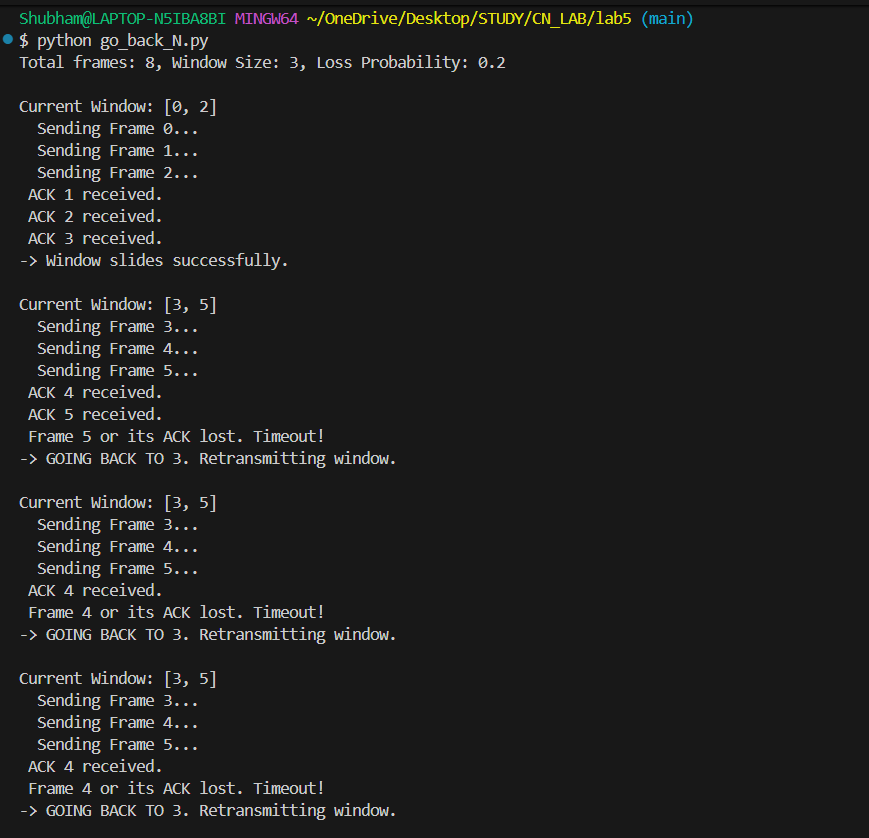 Shubham@LAPTOP-N5IBA8BI MINGW64 ~/OneDrive/Desktop/STUDY/CN_LAB/lab5 (main)
$ python go_back_N.py
Total frames: 8, Window Size: 3, Loss Probability: 0.2

Current Window: [0, 2]
  Sending Frame 0...
  Sending Frame 1...
  Sending Frame 2...
 ACK 1 received.
 ACK 2 received.
 ACK 3 received.
-> Window slides successfully.

Current Window: [3, 5]
  Sending Frame 3...
  Sending Frame 4...
  Sending Frame 5...
 ACK 4 received.
 ACK 5 received.
 Frame 5 or its ACK lost. Timeout!
-> GOING BACK TO 3. Retransmitting window.

Current Window: [3, 5]
  Sending Frame 3...
  Sending Frame 4...
  Sending Frame 5...
 ACK 4 received.
 Frame 4 or its ACK lost. Timeout!
-> GOING BACK TO 3. Retransmitting window.

Current Window: [3, 5]
  Sending Frame 3...
  Sending Frame 4...
  Sending Frame 5...
 ACK 4 received.
 Frame 4 or its ACK lost. Timeout!
-> GOING BACK TO 3. Retransmitting window.